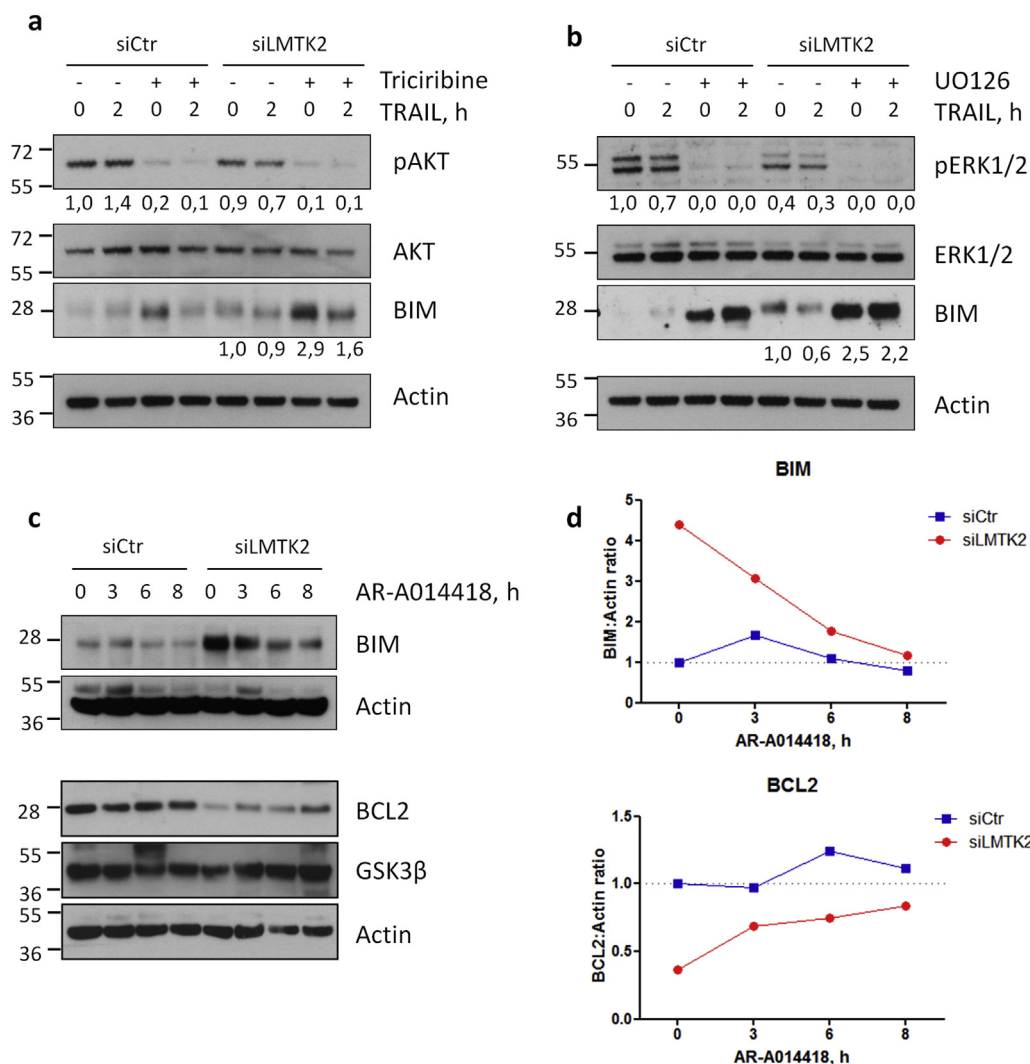 a
siCtr siLMTK2
- - + + - - + + Triciribine
0 2 0 2 0 2 0 2 TRAIL, h
72
55
pAKT
1,0 1,4 0,2 0,1 0,9 0,7 0,1 0,1
72
55
AKT
28
BIM
1,0 0,9 2,9 1,6
55
36
Actin
b
siCtr siLMTK2
- - + + - - + + UO126
0 2 0 2 0 2 0 2 TRAIL, h
55
pERK1/2
1,0 0,7 0,0 0,0 0,4 0,3 0,0 0,0
55
ERK1/2
28
BIM
1,0 0,6 2,5 2,2
55
36
Actin
c
siCtr siLMTK2
0 3 6 8 0 3 6 8 AR-A014418, h
28
BIM
55
36
Actin
28
BCL2
55
36
GSK3β
55
36
Actin
d
BIM
BIM:Actin ratio
5
4
3
2
1
0
0 3 6 8
AR-A014418, h
siCtr
siLMTK2
BCL2
BCL2:Actin ratio
1.5
1.0
0.5
0.0
0 3 6 8
AR-A014418, h
siCtr
siLMTK2